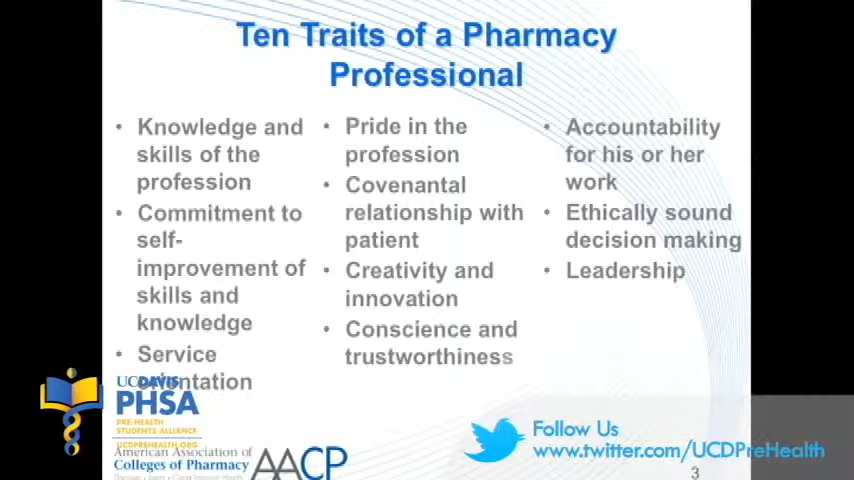 Ten Traits of a Pharmacy
Professional
• Knowledge and
skills of the
profession
• Commitment to
self-
improvement of
skills and
knowledge
• Service
orientation
• Pride in the
profession
• Covenantal
relationship with
patient
• Creativity and
innovation
• Conscience and
trustworthiness
• Accountability
for his or her
work
• Ethically sound
decision making
• Leadership
UCDAVIS
PHSA
PRE-HEALTH
STUDENTS ALLIANCE
UCDPREHEALTH.ORG
American Association of
Colleges of Pharmacy
AACP
Follow Us
www.twitter.com/UCDPreHealth
3